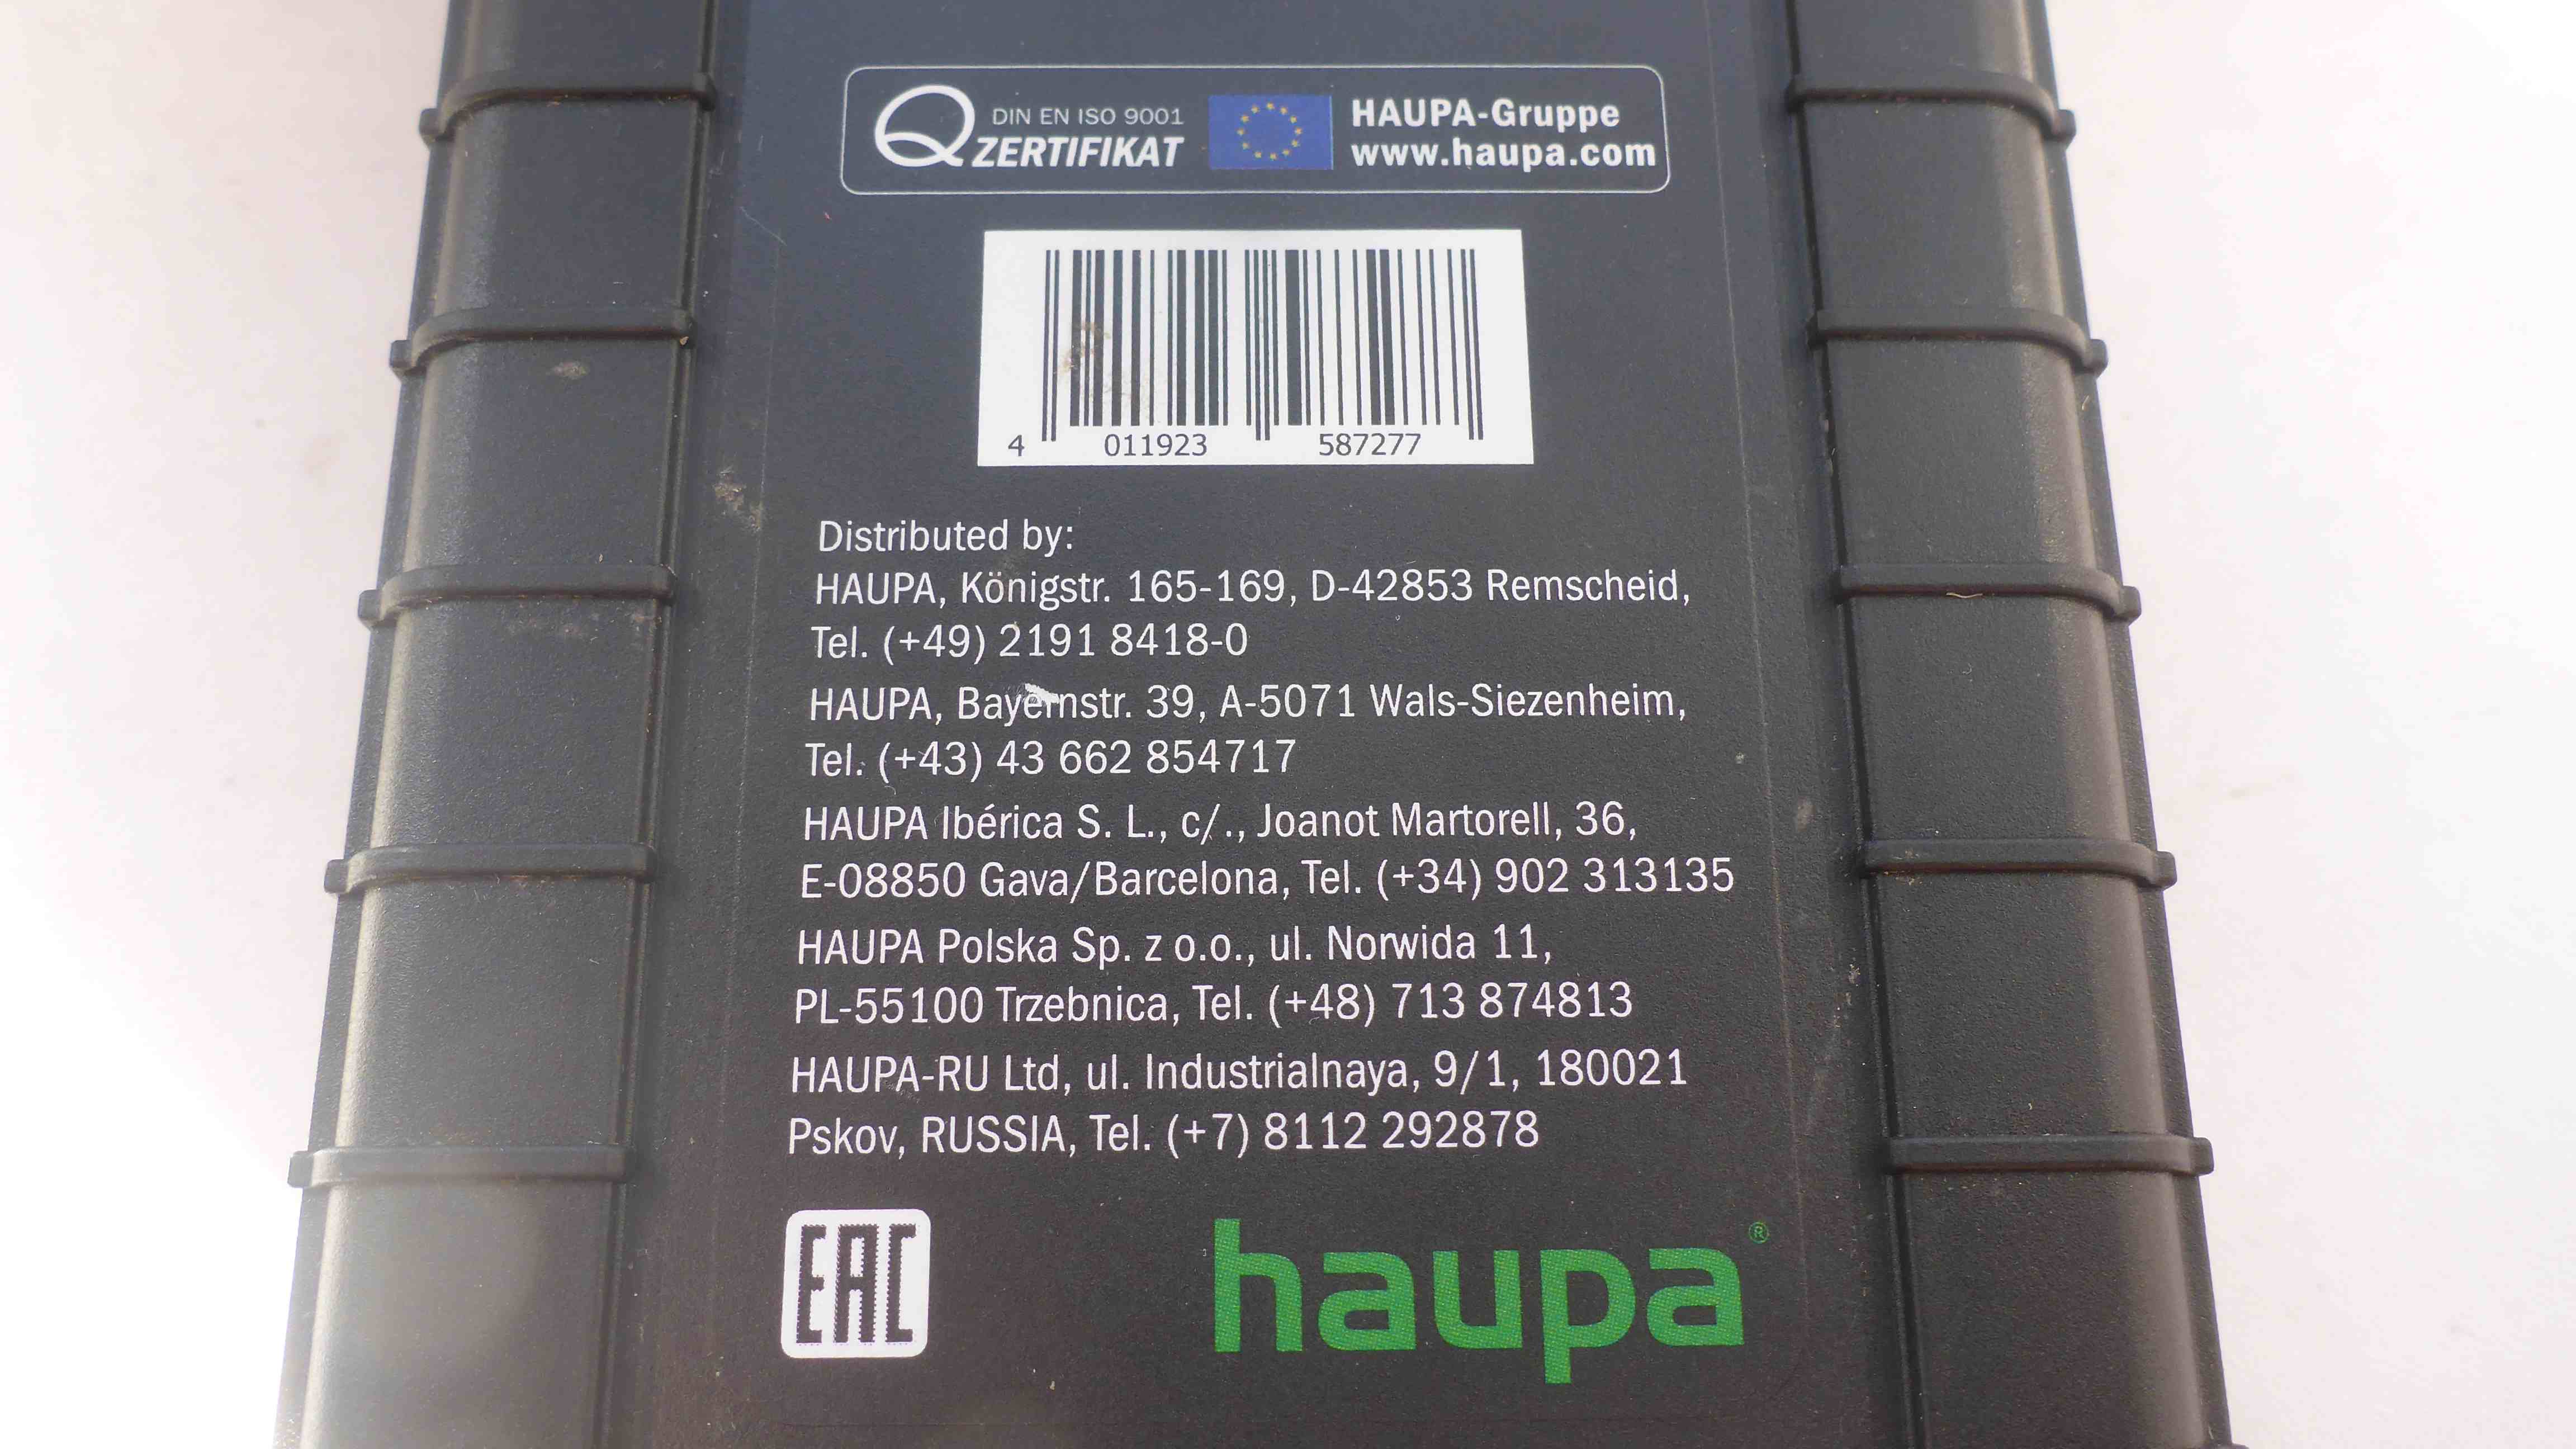 DIN EN ISO 9001
QZERTIFIKAT
HAUPA-Gruppe
www.haupa.com
4 011923 587277
Distributed by:
HAUPA, Königstr. 165-169, D-42853 Remscheid,
Tel. (+49) 2191 8418-0
HAUPA, Bayernstr. 39, A-5071 Wals-Siezenheim,
Tel. (+43) 43 662 854717
HAUPA Ibérica S. L., c/., Joanot Martorell, 36,
E-08850 Gava/Barcelona, Tel. (+34) 902 313135
HAUPA Polska Sp. z o.o., ul. Norwida 11,
PL-55100 Trzebnica, Tel. (+48) 713 874813
HAUPA-RU Ltd, ul. Industrialnaya, 9/1, 180021
Pskov, RUSSIA, Tel. (+7) 8112 292878
EAC
haupa®